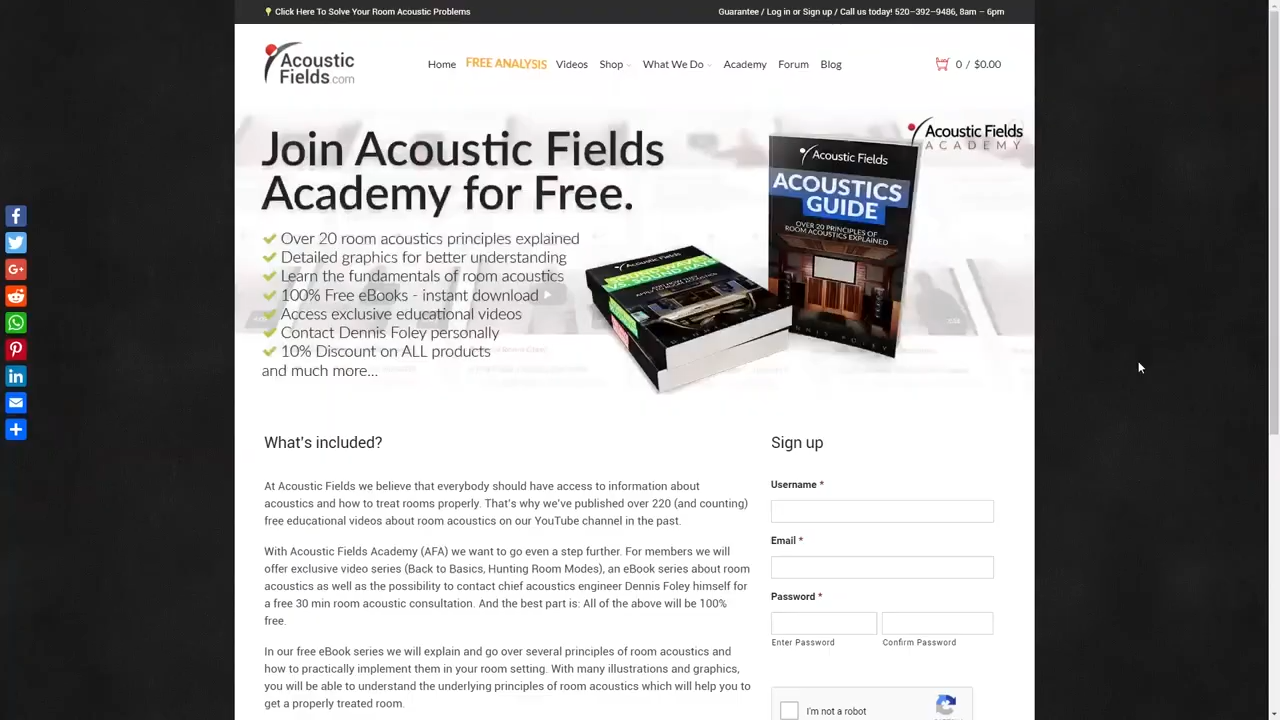 Click Here To Solve Your Room Acoustic Problems
Guarantee / Log in or Sign up / Call us today! 520–392–9486, 8am – 6pm
Acoustic
Fields.com
Home
FREE ANALYSIS
Videos
Shop
What We Do
Academy
Forum
Blog
0 / $0.00
Join Acoustic Fields
Academy for Free.
Over 20 room acoustics principles explained
Detailed graphics for better understanding
Learn the fundamentals of room acoustics
100% Free eBooks - instant download
Access exclusive educational videos
Contact Dennis Foley personally
10% Discount on ALL products
and much more...
Acoustic Fields
ACADEMY
Acoustic Fields
ACOUSTICS
GUIDE
OVER 20 PRINCIPLES OF
ROOM ACOUSTICS EXPLAINED
What's included?
At Acoustic Fields we believe that everybody should have access to information about
acoustics and how to treat rooms properly. That's why we've published over 220 (and counting)
free educational videos about room acoustics on our YouTube channel in the past.
With Acoustic Fields Academy (AFA) we want to go even a step further. For members we will
offer exclusive video series (Back to Basics, Hunting Room Modes), an eBook series about room
acoustics as well as the possibility to contact chief acoustics engineer Dennis Foley himself for
a free 30 min room acoustic consultation. And the best part is: All of the above will be 100%
free.
In our free eBook series we will explain and go over several principles of room acoustics and
how to practically implement them in your room setting. With many illustrations and graphics,
you will be able to understand the underlying principles of room acoustics which will help you to
get a properly treated room.
Sign up
Username *
Email *
Password *
Enter Password
Confirm Password
I'm not a robot